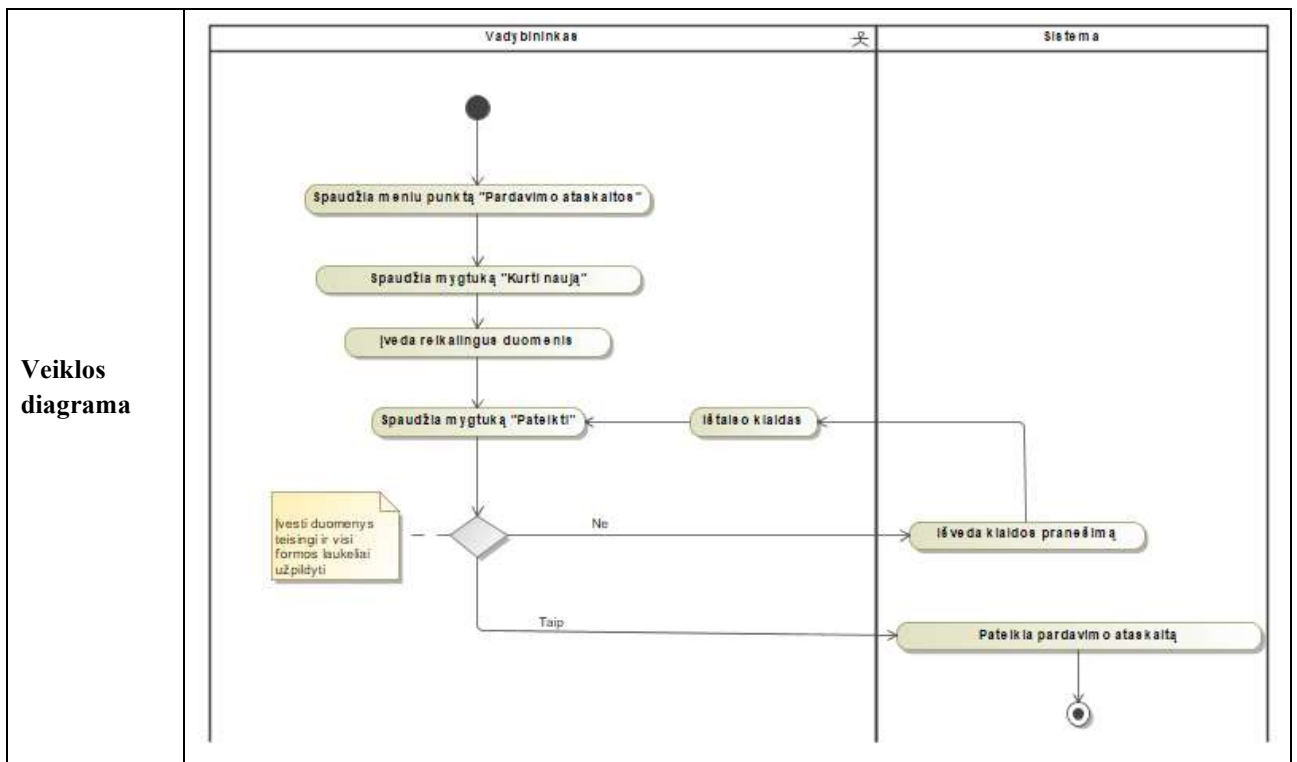 Veiklos
diagrama
Vadybininkas
Sistema
Spaudžia meniu punktą "Pardavimo ataskaitos"
Spaudžia mygtuką "Kurti naują"
Įveda reikalingus duomenis
Spaudžia mygtuką "Pateikti"
Ištaiso klaidas
Įvesti duomenys
teisingi ir visi
formos laukeliai
užpildyti
Ne
Išveda klaidos pranešimą
Taip
Pateikia pardavimo ataskaitą